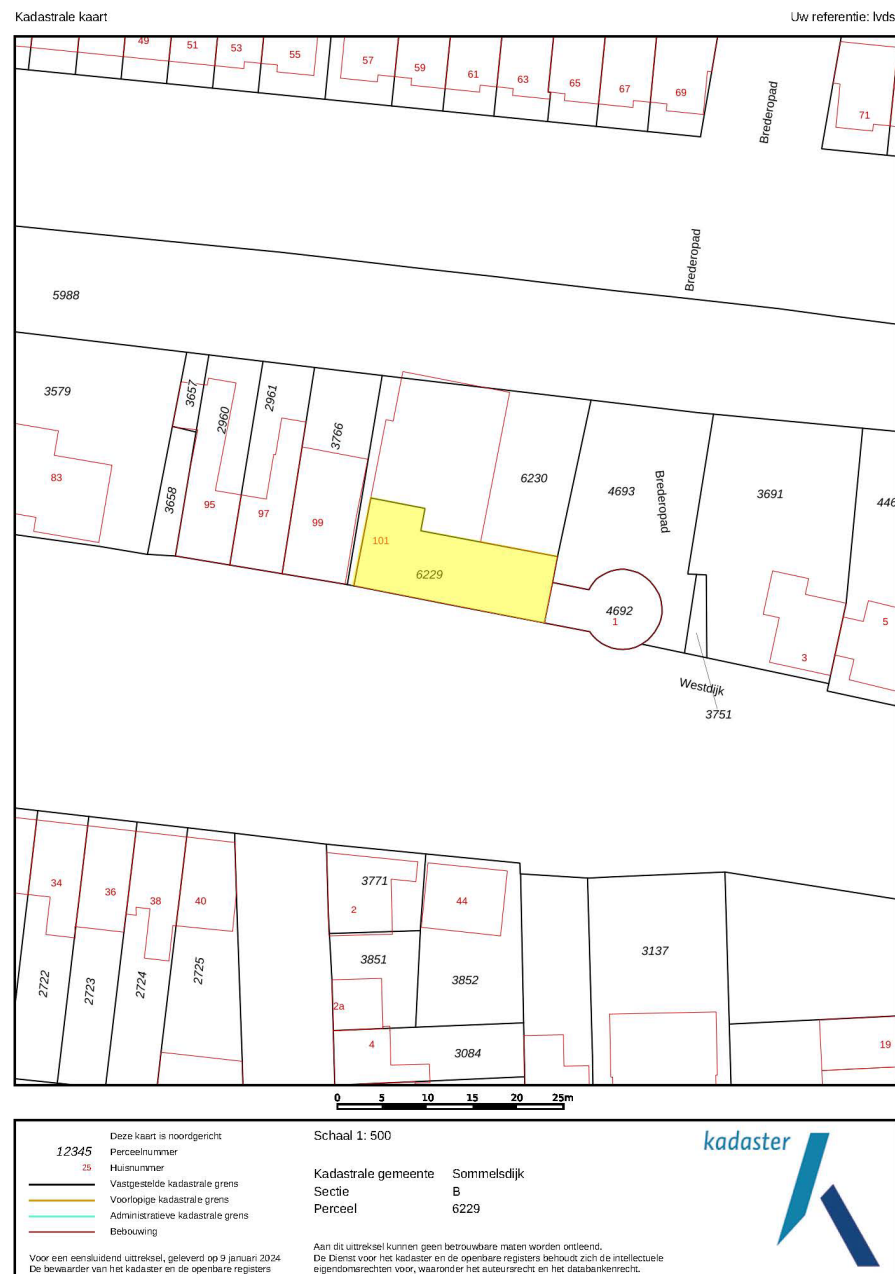 Kadastrale kaart
Uw referentie: lvds
49
51
53
55
57
59
61
63
65
67
69
71
Brederopad
Brederopad
5988
3579
3657
2960
2961
3766
6230
4693
Brederopad
3691
446
83
3658
95
97
99
101
6229
4692
1
3
5
Westdijk
3751
34
36
38
40
3771
2
44
3851
3852
3137
2722
2723
2724
2725
2a
4
3084
19
0 5 10 15 20 25m
Deze kaart is noordgericht
12345 Perceelnummer
25 Huisnummer
Vastgestelde kadastrale grens
Voorlopige kadastrale grens
Administratieve kadastrale grens
Bebouwing
Voor een eensluidend uittreksel, geleverd op 9 januari 2024
De bewaarder van het kadaster en de openbare registers
Schaal 1: 500
Kadastrale gemeente Sommelsdijk
Sectie B
Perceel 6229
Aan dit uittreksel kunnen geen betrouwbare maten worden ontleend.
De Dienst voor het kadaster en de openbare registers behoudt zich de intellectuele
eigendomsrechten voor, waaronder het auteursrecht en het databankenrecht.
kadaster